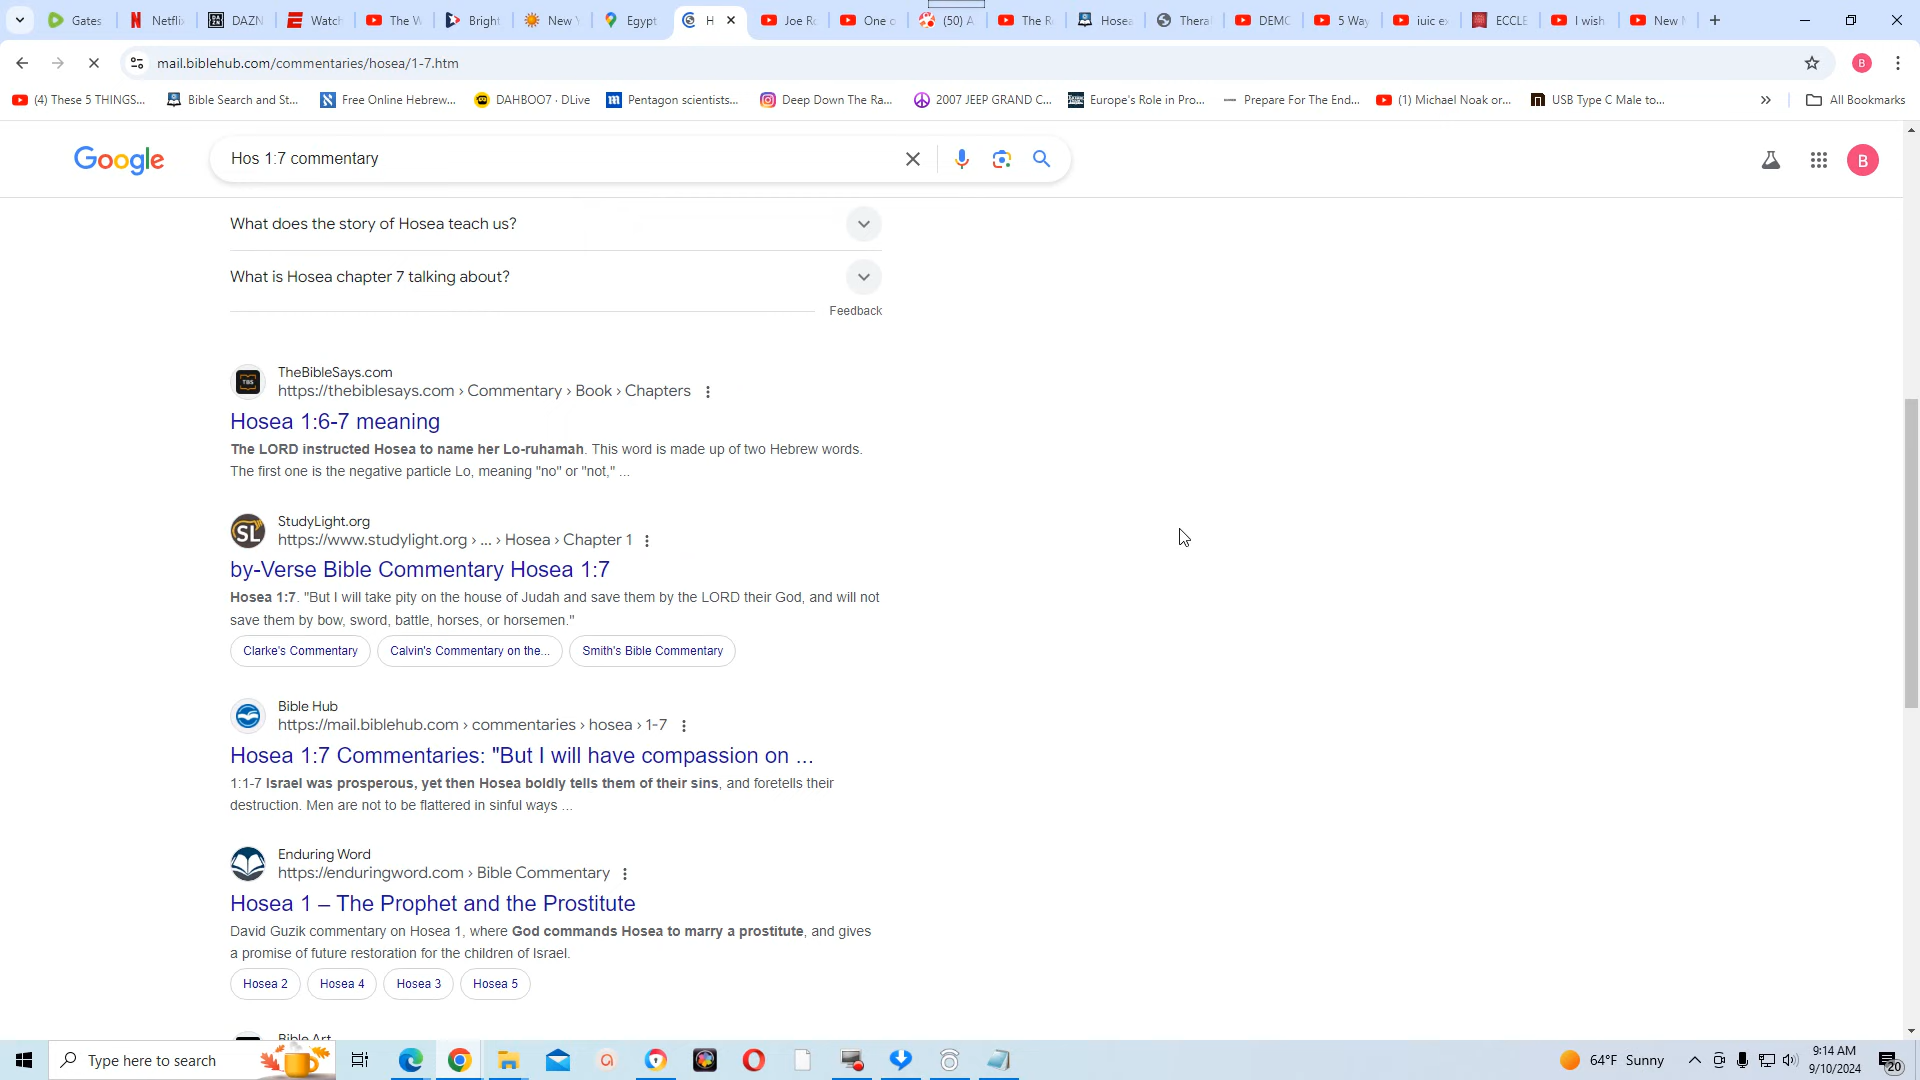 Gates
Netfli
DAZN
Watch
The W
Bright
New
Egypt
H
Joe Ro
One o
(50) A
The R
Hosea
Theral
DEMC
5 Way
iuic ex
ECCLE
I wish
New
mail.biblehub.com/commentaries/hosea/1-7.htm
B
(4) These 5 THINGS...
Bible Search and St...
Free Online Hebrew...
DAHBOO7 · DLive
Pentagon scientists...
Deep Down The Ra...
2007 JEEP GRAND C...
Europe's Role in Pro...
Prepare For The End...
(1) Michael Noak or...
USB Type C Male to...
»
All Bookmarks
Google
Hos 1:7 commentary
B
What does the story of Hosea teach us?
What is Hosea chapter 7 talking about?
Feedback
TBS
TheBibleSays.com
https://thebiblesays.com › Commentary › Book › Chapters
Hosea 1:6-7 meaning
The LORD instructed Hosea to name her Lo-ruhamah. This word is made up of two Hebrew words.
The first one is the negative particle Lo, meaning "no" or "not," ...
SL
StudyLight.org
https://www.studylight.org › ... › Hosea › Chapter 1
by-Verse Bible Commentary Hosea 1:7
Hosea 1:7. "But I will take pity on the house of Judah and save them by the LORD their God, and will not
save them by bow, sword, battle, horses, or horsemen."
Clarke's Commentary
Calvin's Commentary on the...
Smith's Bible Commentary
Bible Hub
https://mail.biblehub.com › commentaries › hosea › 1-7
Hosea 1:7 Commentaries: "But I will have compassion on ...
1:1-7 Israel was prosperous, yet then Hosea boldly tells them of their sins, and foretells their
destruction. Men are not to be flattered in sinful ways ...
Enduring Word
https://enduringword.com › Bible Commentary
Hosea 1 – The Prophet and the Prostitute
David Guzik commentary on Hosea 1, where God commands Hosea to marry a prostitute, and gives
a promise of future restoration for the children of Israel.
Hosea 2
Hosea 4
Hosea 3
Hosea 5
Bible Art
Type here to search
64°F Sunny
9:14 AM
9/10/2024
20